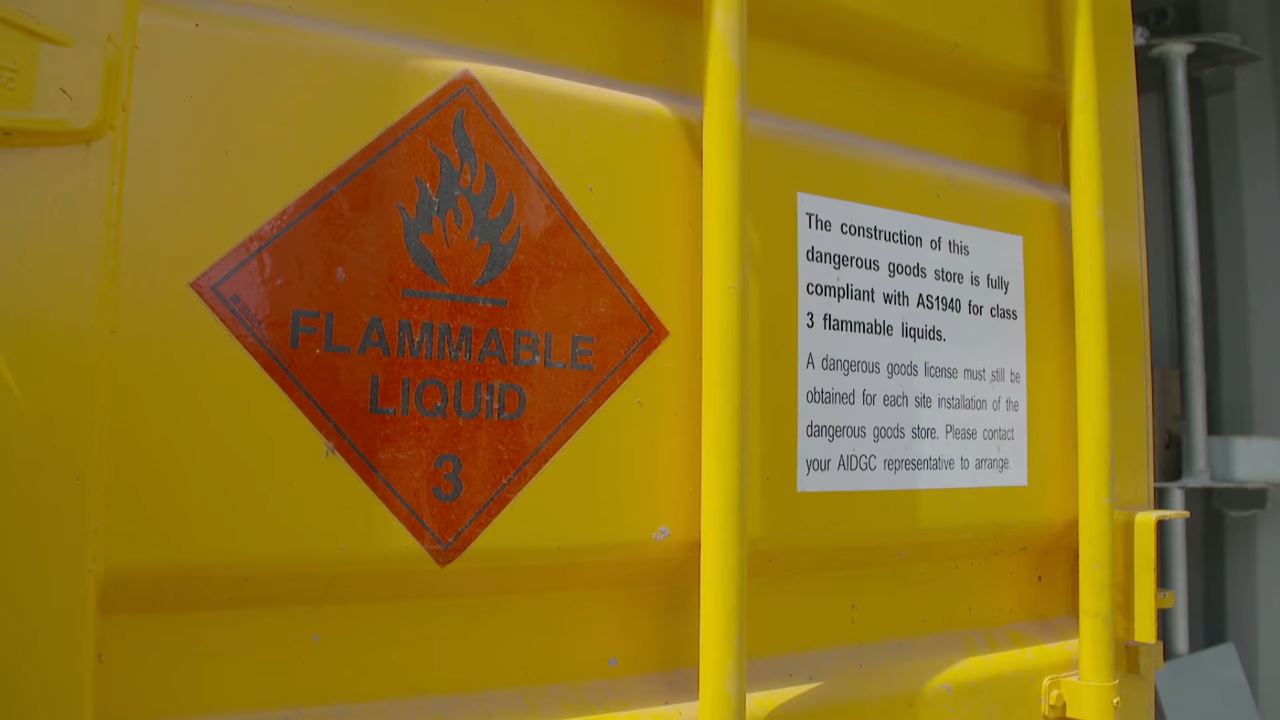 FLAMMABLE
LIQUID
3
The construction of this
dangerous goods store is fully
compliant with AS1940 for class
3 flammable liquids.
A dangerous goods license must still be
obtained for each site installation of the
dangerous goods store. Please contact
your AIDGC representative to arrange.